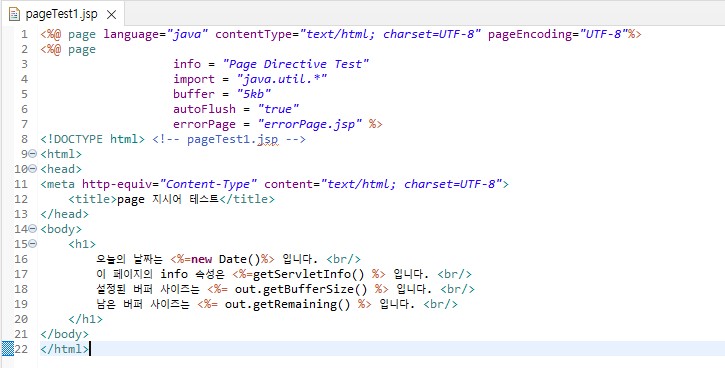 pageTest1.jsp
1 <%@ page language="java" contentType="text/html; charset=UTF-8" pageEncoding="UTF-8"%>
2 <%@ page
3 info = "Page Directive Test"
4 import = "java.util.*"
5 buffer = "5kb"
6 autoFlush = "true"
7 errorPage = "errorPage.jsp" %>
8 <!DOCTYPE html> <!-- pageTest1.jsp -->
9 <html>
10 <head>
11 <meta http-equiv="Content-Type" content="text/html; charset=UTF-8">
12 <title>page 지시어 테스트</title>
13 </head>
14 <body>
15 <h1>
16 오늘의 날짜는 <%=new Date()%> 입니다. <br/>
17 이 페이지의 info 속성은 <%=getServletInfo() %> 입니다. <br/>
18 설정된 버퍼 사이즈는 <%= out.getBufferSize() %> 입니다. <br/>
19 남은 버퍼 사이즈는 <%= out.getRemaining() %> 입니다. <br/>
20 </h1>
21 </body>
22 </html>